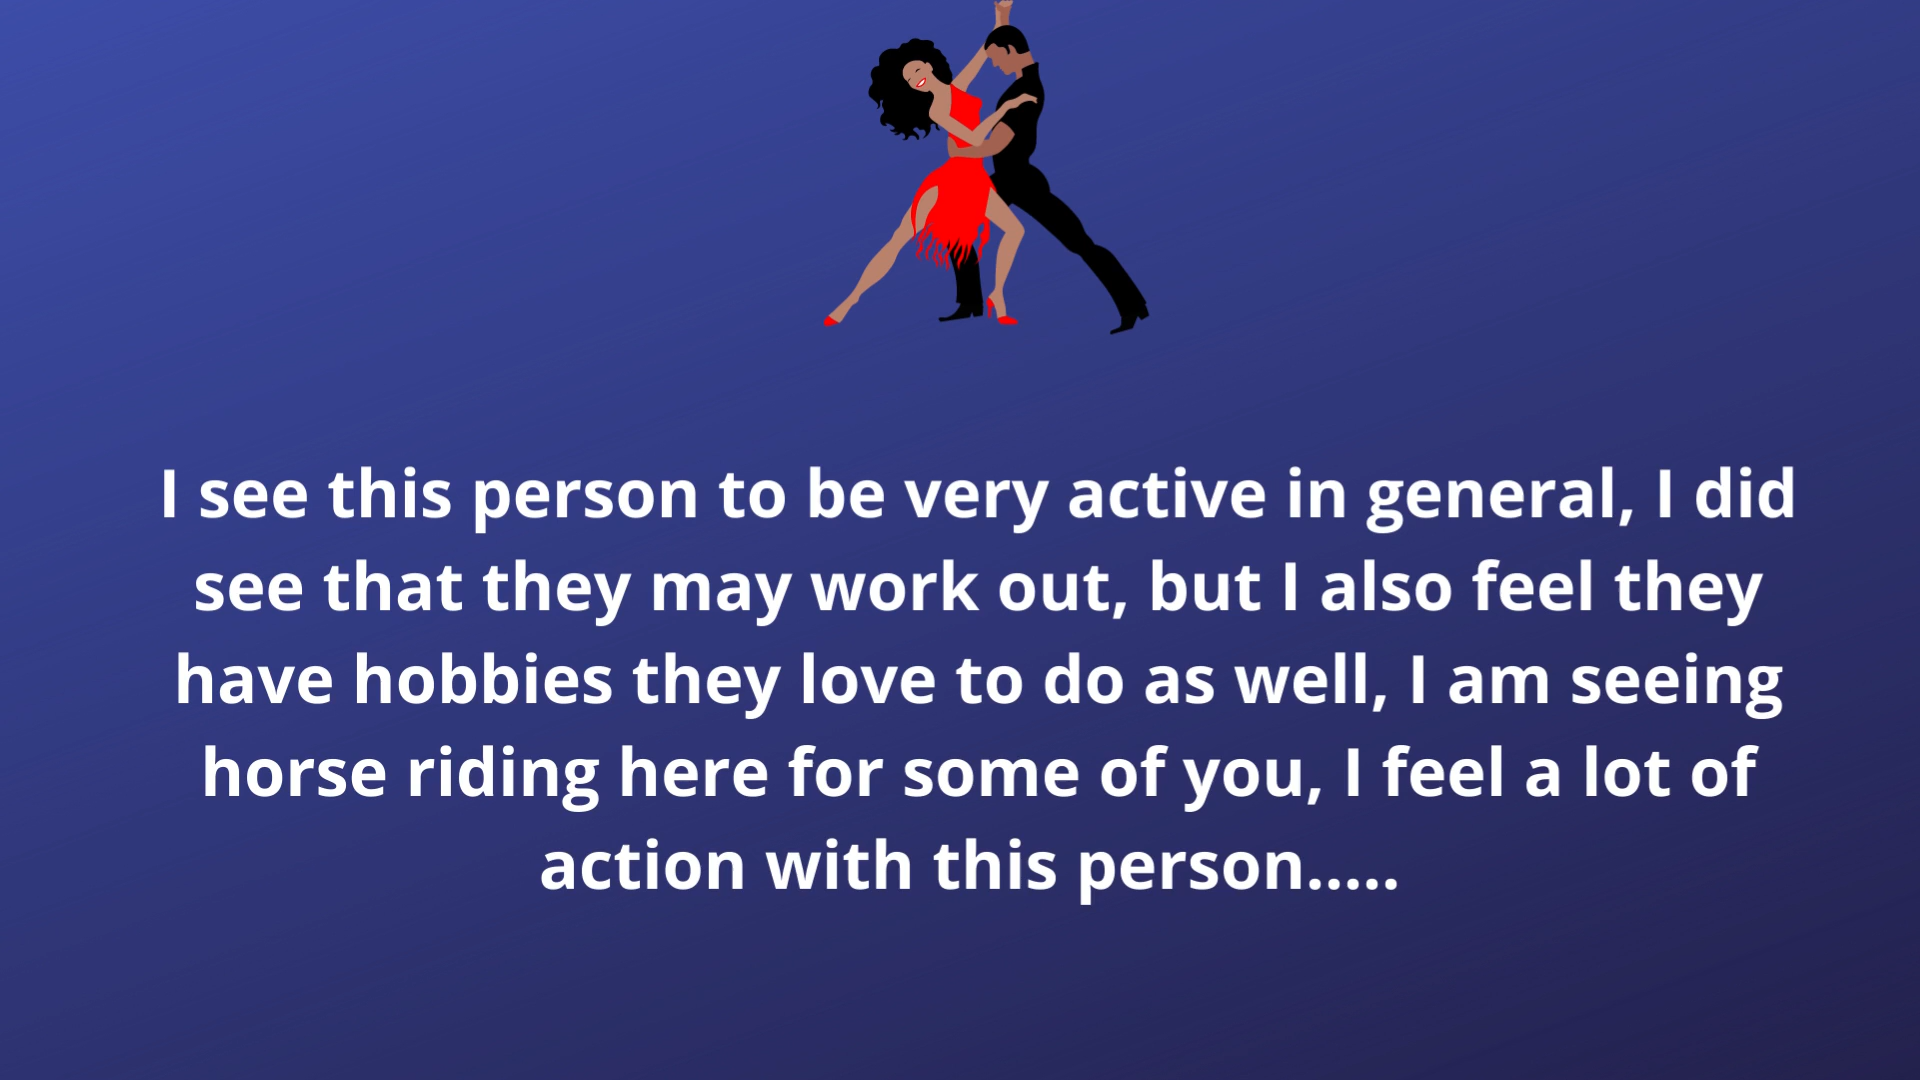 I see this person to be very active in general, I did
see that they may work out, but I also feel they
have hobbies they love to do as well, I am seeing
horse riding here for some of you, I feel a lot of
action with this person.....